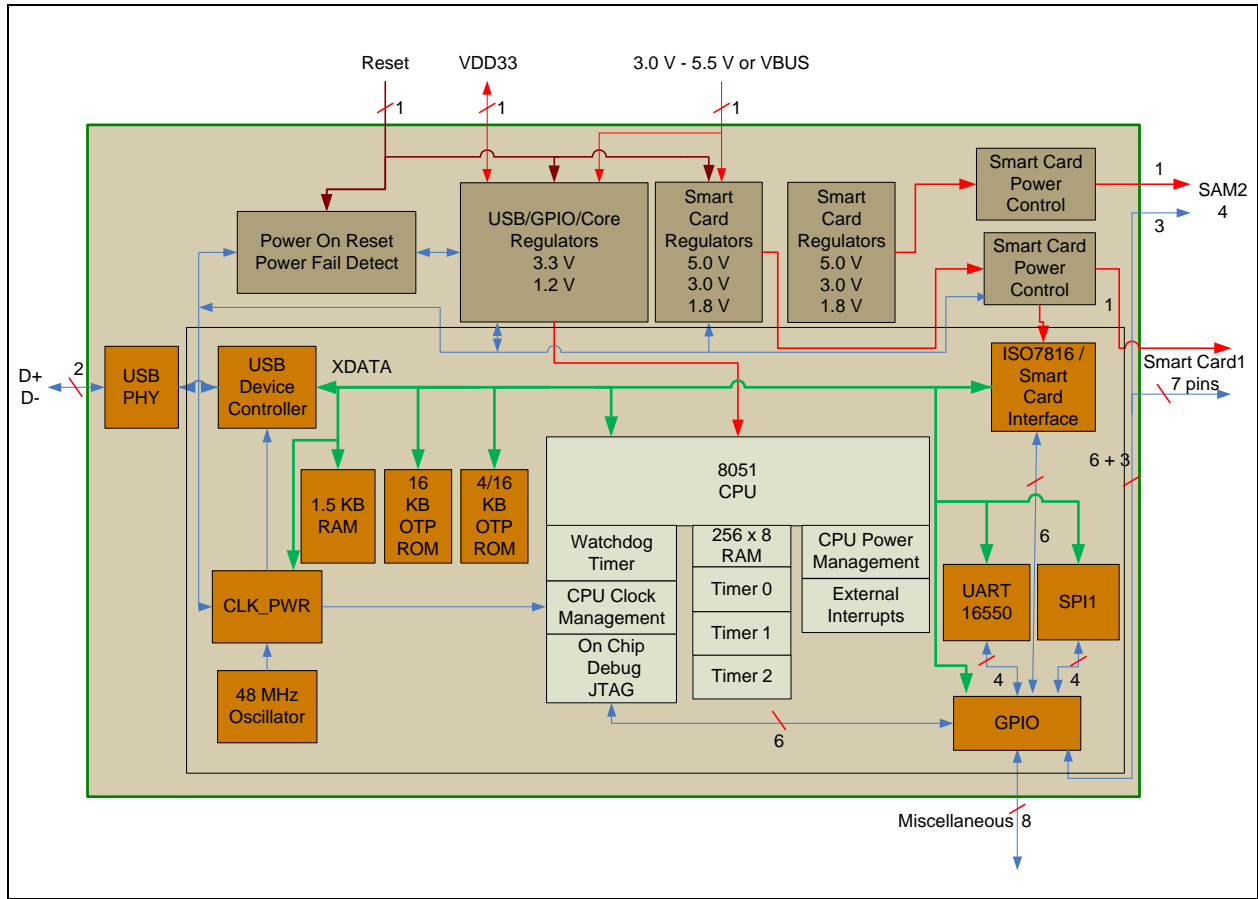 Reset
VDD33
3.0 V - 5.5 V or VBUS
1
1
1
Smart Card
Power
Control
1
SAM2
4
3
Power On Reset
Power Fail Detect
USB/GPIO/Core
Regulators
3.3 V
1.2 V
Smart
Card
Regulators
5.0 V
3.0 V
1.8 V
Smart
Card
Regulators
5.0 V
3.0 V
1.8 V
Smart Card
Power
Control
1
D+
D-
2
USB
PHY
USB
Device
Controller
XDATA
ISO7816 /
Smart
Card
Interface
Smart Card1
7 pins
6 + 3
1.5 KB
RAM
16
KB
OTP
ROM
4/16
KB
OTP
ROM
8051
CPU
Watchdog
Timer
CPU Clock
Management
On Chip
Debug
JTAG
256 x 8
RAM
Timer 0
Timer 1
Timer 2
CPU Power
Management
External
Interrupts
6
UART
16550
SPI1
4
4
CLK_PWR
48 MHz
Oscillator
6
GPIO
Miscellaneous
8